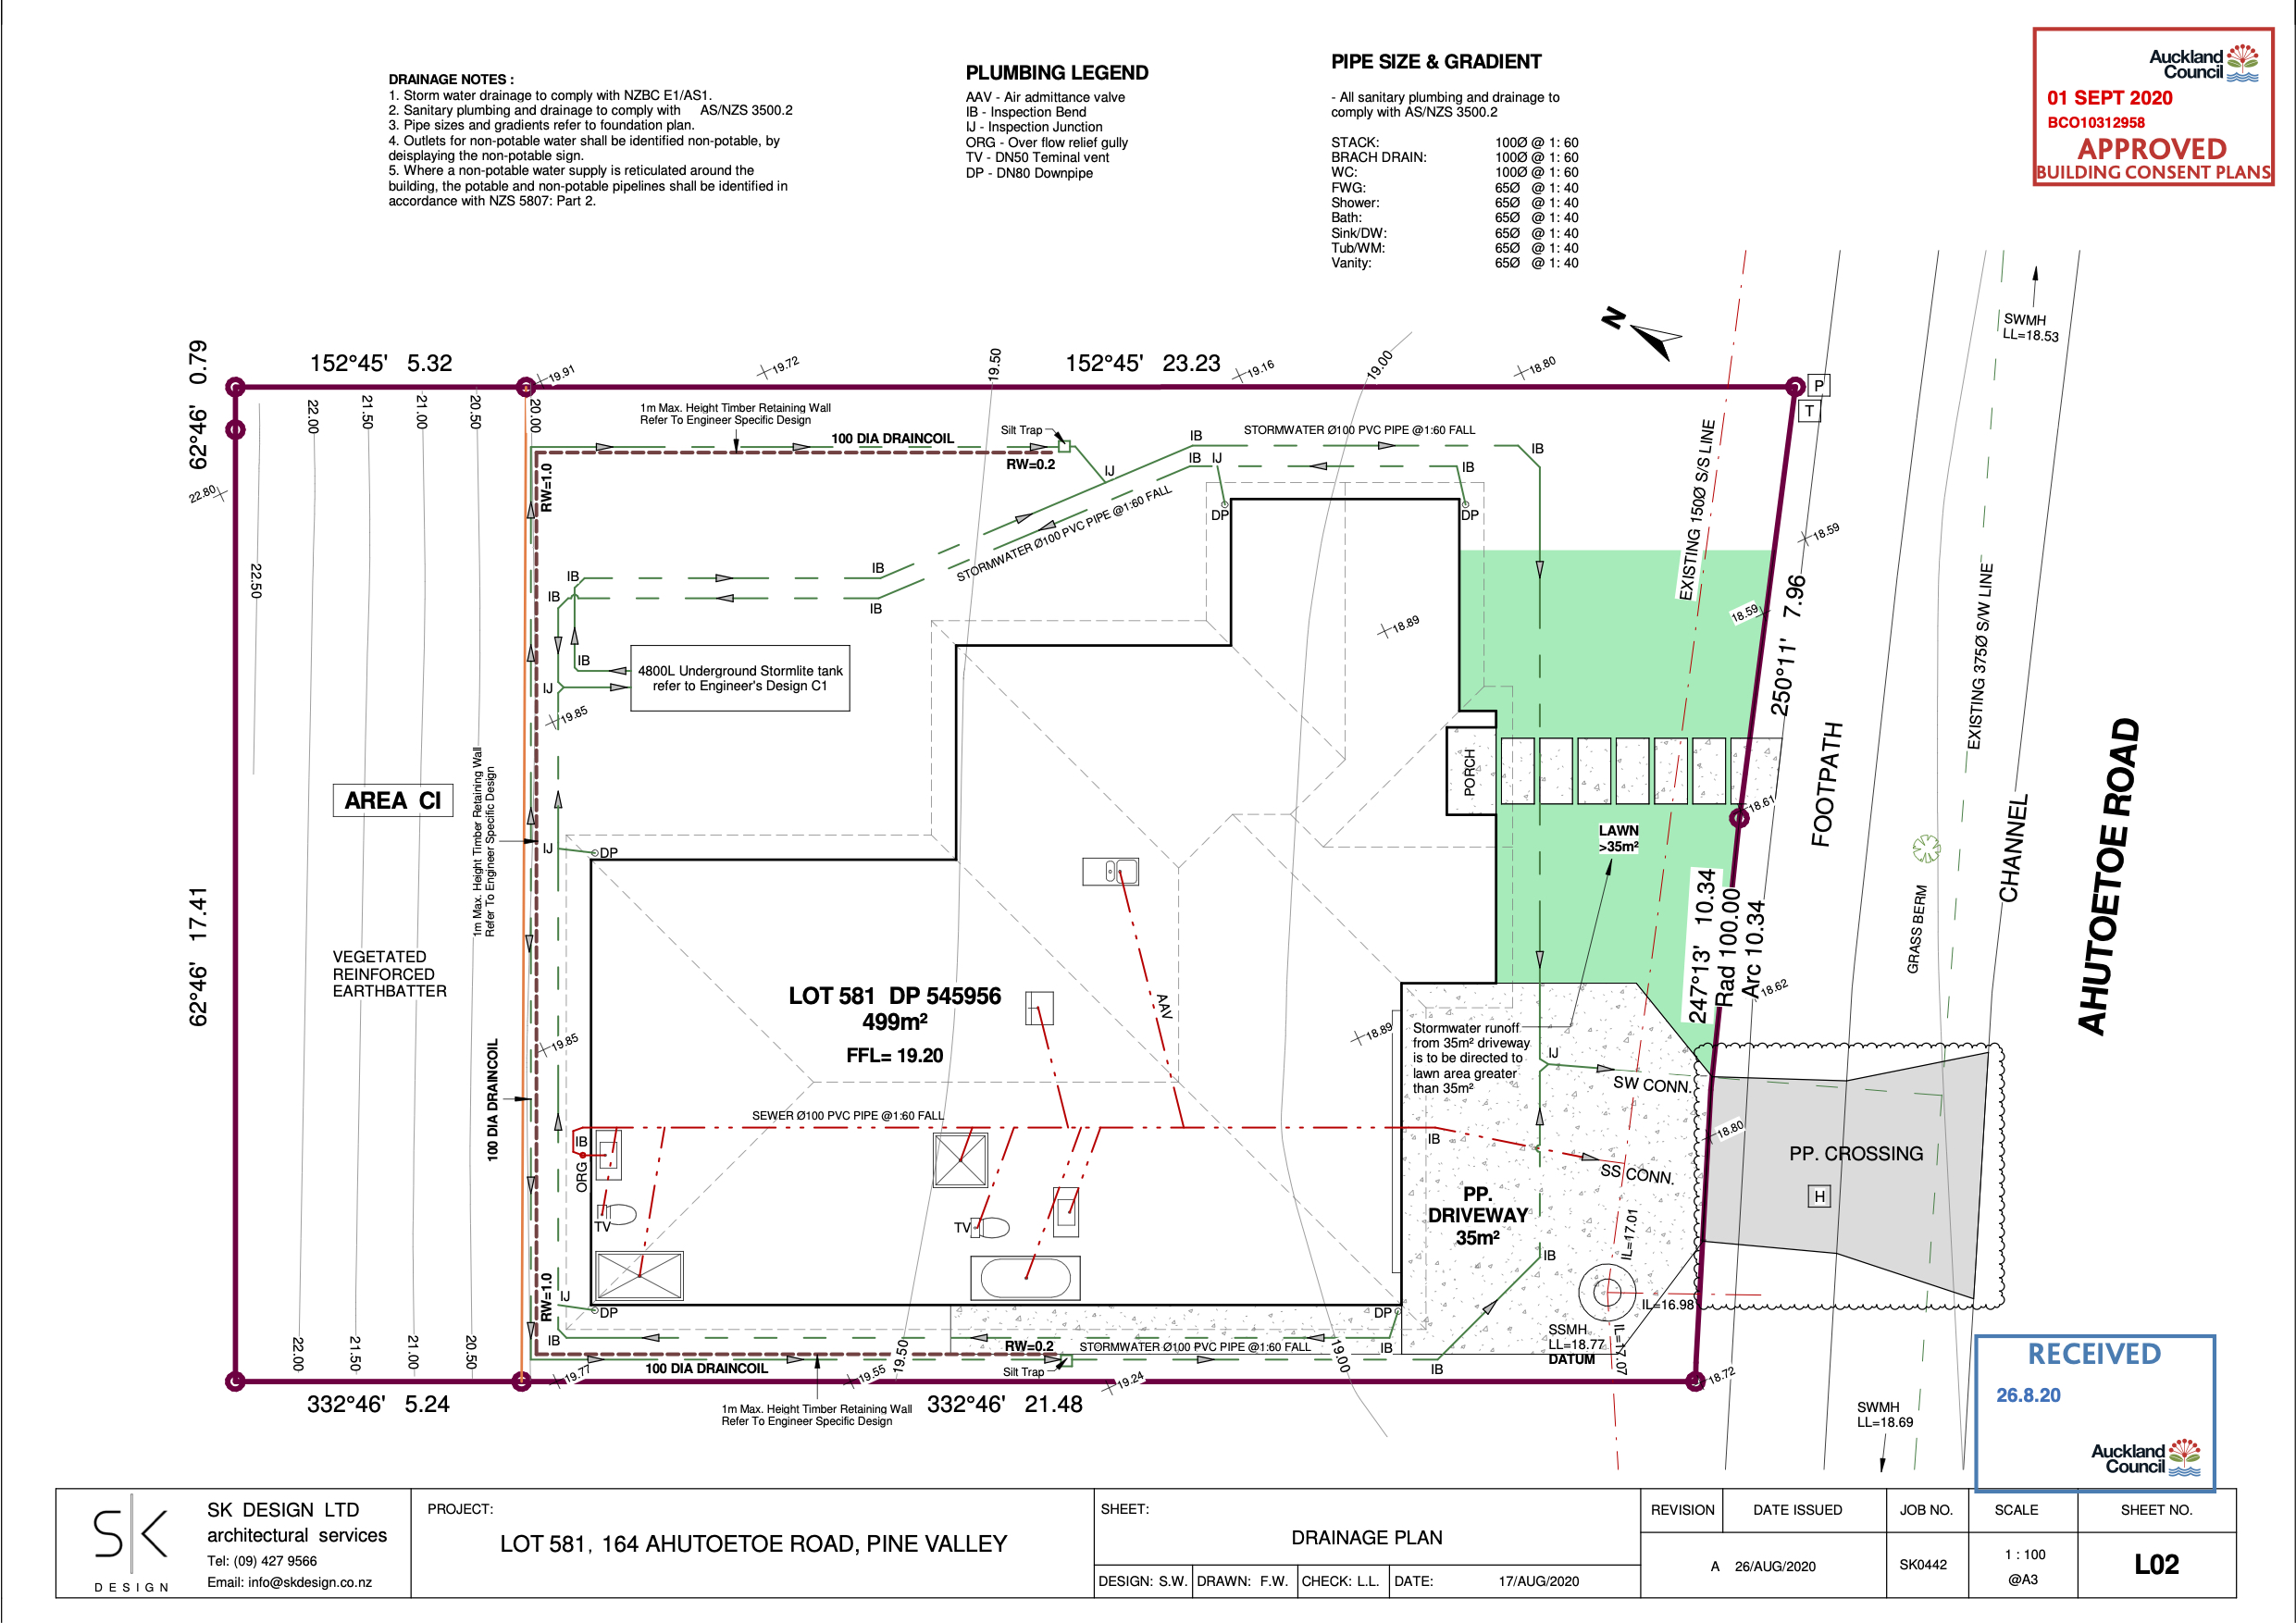 DRAINAGE NOTES :
1. Storm water drainage to comply with NZBC E1/AS1.
2. Sanitary plumbing and drainage to comply with AS/NZS 3500.2
3. Pipe sizes and gradients refer to foundation plan.
4. Outlets for non-potable water shall be identified non-potable, by
deisplaying the non-potable sign.
5. Where a non-potable water supply is reticulated around the
building, the potable and non-potable pipelines shall be identified in
accordance with NZS 5807: Part 2.
PLUMBING LEGEND
AAV - Air admittance valve
IB - Inspection Bend
IJ - Inspection Junction
ORG - Over flow relief gully
TV - DN50 Teminal vent
DP - DN80 Downpipe
PIPE SIZE & GRADIENT
- All sanitary plumbing and drainage to
comply with AS/NZS 3500.2
STACK: 100Ø @ 1: 60
BRACH DRAIN: 100Ø @ 1: 60
WC: 100Ø @ 1: 60
FWG: 65Ø @ 1: 40
Shower: 65Ø @ 1: 40
Bath: 65Ø @ 1: 40
Sink/DW: 65Ø @ 1: 40
Tub/WM: 65Ø @ 1: 40
Vanity: 65Ø @ 1: 40
Auckland
Council
01 SEPT 2020
BCO10312958
APPROVED
BUILDING CONSENT PLANS
N
SWMH
LL=18.53
152°45' 5.32
152°45' 23.23
62°46' 0.79
19.91
19.72
19.50
19.16
19.00
18.80
P
T
22.00
21.50
21.00
20.50
20.00
1m Max. Height Timber Retaining Wall
Refer To Engineer Specific Design
100 DIA DRAINCOIL
Silt Trap
RW=0.2
IJ
IB
STORMWATER Ø100 PVC PIPE @1:60 FALL
IB
IB
IJ
IB
RW=1.0
22.80
22.50
DP
DP
STORMWATER Ø100 PVC PIPE @1:60 FALL
EXISTING 150Ø S/S LINE
18.59
IB
IB
IB
IB
IB
IJ
4800L Underground Stormlite tank
refer to Engineer's Design C1
19.85
18.89
18.59
250°11' 7.96
EXISTING 375Ø S/W LINE
AREA CI
1m Max. Height Timber Retaining Wall
Refer To Engineer Specific Design
PORCH
18.61
FOOTPATH
CHANNEL
AHUTOETOE ROAD
IJ
DP
LAWN
>35m²
GRASS BERM
62°46' 17.41
VEGETATED
REINFORCED
EARTHBATTER
247°13' 10.34
Rad 100.00
Arc 10.34
18.62
LOT 581 DP 545956
499m²
FFL= 19.20
AAV
18.89
Stormwater runoff
from 35m² driveway
is to be directed to
lawn area greater
than 35m²
IJ
SW CONN.
19.85
100 DIA DRAINCOIL
SEWER Ø100 PVC PIPE @1:60 FALL
IB
ORG
IB
SS CONN.
18.80
PP. CROSSING
H
TV
TV
PP.
DRIVEWAY
35m²
IL=17.01
IB
RW=1.0
IJ
DP
DP
IL=16.98
IB
SSMH
LL=18.77
DATUM
IL=17.07
RW=0.2
STORMWATER Ø100 PVC PIPE @1:60 FALL
IB
IB
22.00
21.50
21.00
20.50
19.77
100 DIA DRAINCOIL
19.55
19.50
Silt Trap
19.24
19.00
18.72
332°46' 5.24
1m Max. Height Timber Retaining Wall
Refer To Engineer Specific Design
332°46' 21.48
SWMH
LL=18.69
RECEIVED
26.8.20
Auckland
Council
SK
DESIGN
SK DESIGN LTD
architectural services
Tel: (09) 427 9566
Email: info@skdesign.co.nz
PROJECT:
LOT 581, 164 AHUTOETOE ROAD, PINE VALLEY
SHEET:
DRAINAGE PLAN
DESIGN: S.W. DRAWN: F.W. CHECK: L.L. DATE: 17/AUG/2020
REVISION DATE ISSUED JOB NO. SCALE SHEET NO.
A 26/AUG/2020 SK0442 1 : 100
@A3
L02